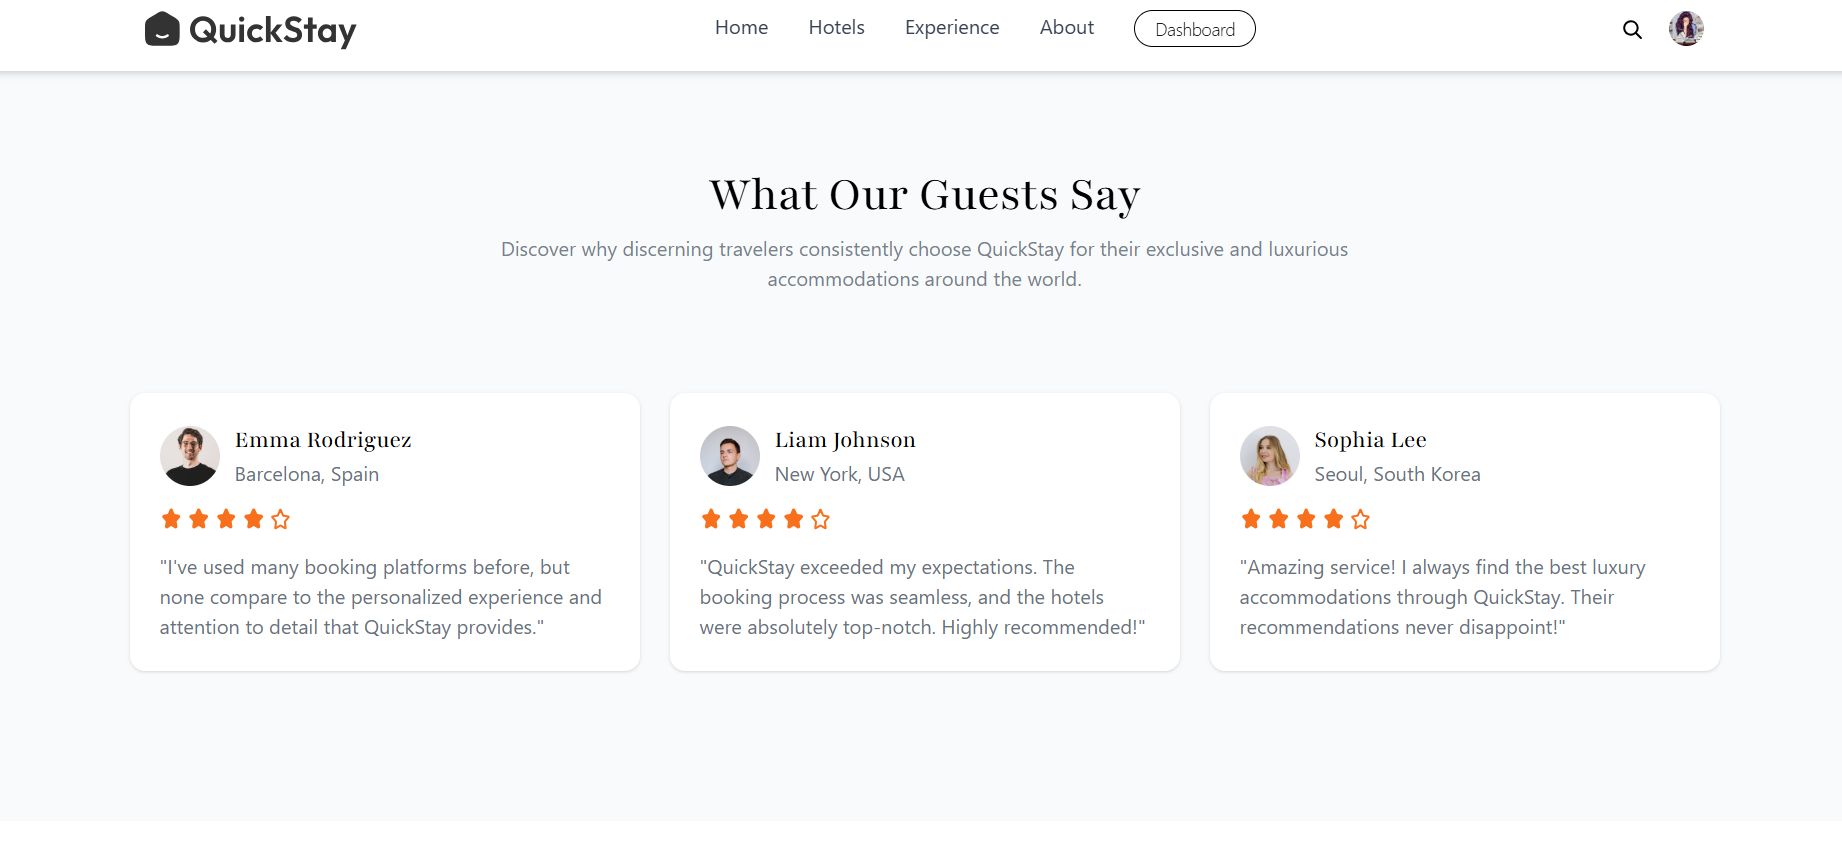 QuickStay
Home
Hotels
Experience
About
Dashboard
What Our Guests Say
Discover why discerning travelers consistently choose QuickStay for their exclusive and luxurious
accommodations around the world.
Emma Rodriguez
Barcelona, Spain
"I've used many booking platforms before, but
none compare to the personalized experience and
attention to detail that QuickStay provides."
Liam Johnson
New York, USA
"QuickStay exceeded my expectations. The
booking process was seamless, and the hotels
were absolutely top-notch. Highly recommended!"
Sophia Lee
Seoul, South Korea
"Amazing service! I always find the best luxury
accommodations through QuickStay. Their
recommendations never disappoint!"